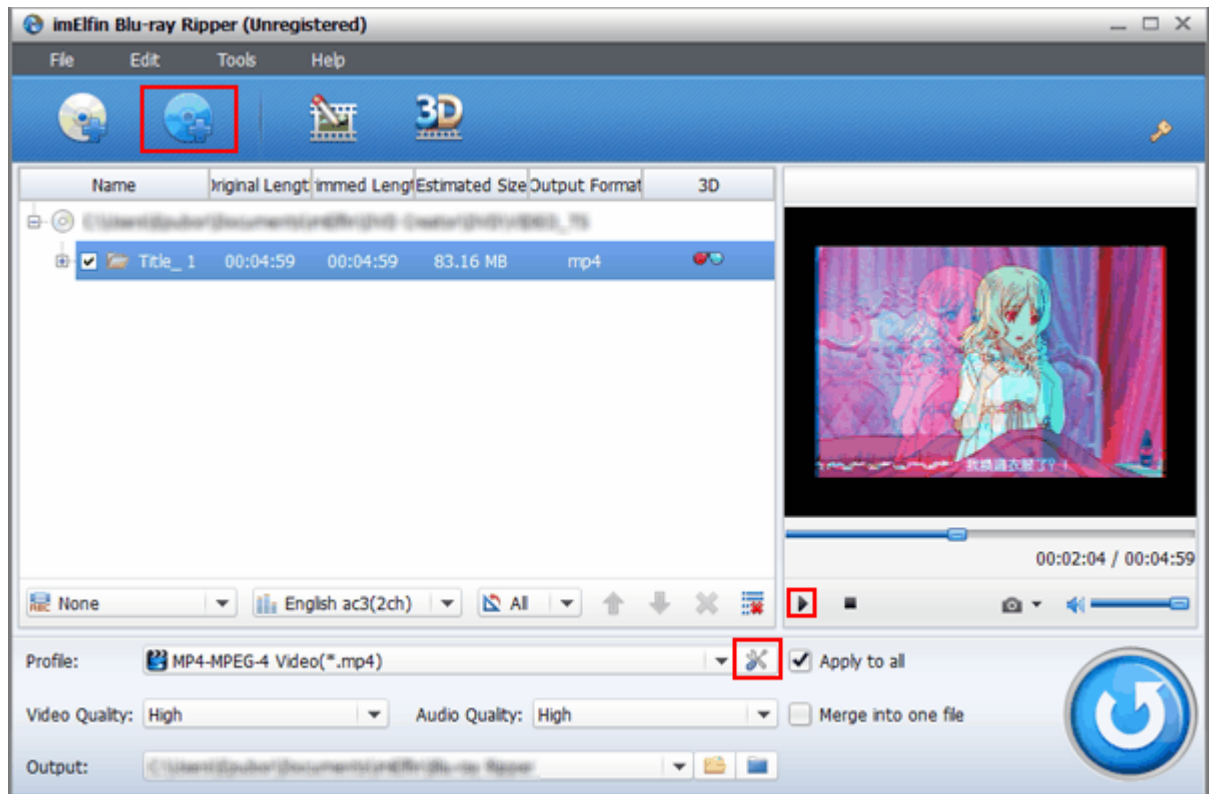 imElfin Blu-ray Ripper (Unregistered)
File Edit Tools Help
3D
Name Original Lengt immed Lengt Estimated Size Output Format 3D
Title_ 1 00:04:59 00:04:59 83.16 MB mp4
我換過衣服了?!
00:02:04 / 00:04:59
None English ac3(2ch) All
Profile: MP4-MPEG-4 Video(*.mp4) Apply to all
Video Quality: High Audio Quality: High Merge into one file
Output: